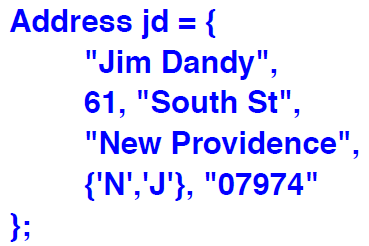 Address jd = {
"Jim Dandy",
61, "South St",
"New Providence",
{'N','J'}, "07974"
};